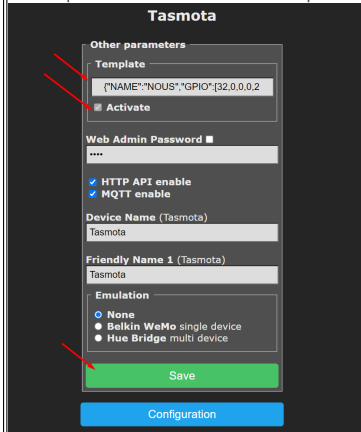 Tasmota
Other parameters
Template
{"NAME":"NOUS","GPIO":[32,0,0,0,2
Activate
Web Admin Password
••••
HTTP API enable
MQTT enable
Device Name (Tasmota)
Tasmota
Friendly Name 1 (Tasmota)
Tasmota
Emulation
None
Belkin WeMo single device
Hue Bridge multi device
Save
Configuration